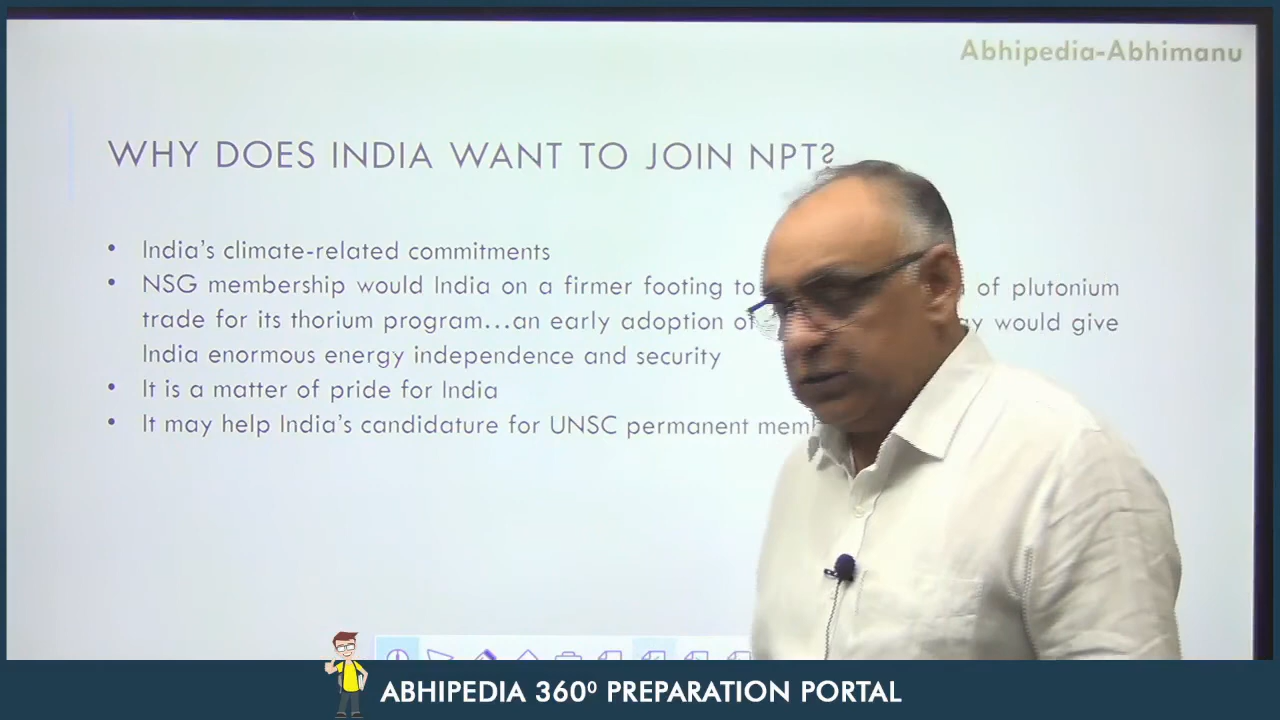 Abhipedia-Abhimanu
WHY DOES INDIA WANT TO JOIN NPT?
• India's climate-related commitments
• NSG membership would India on a firmer footing to of plutonium
trade for its thorium program...an early adoption would give
India enormous energy independence and security
• It is a matter of pride for India
• It may help India's candidature for UNSC permanent
ABHIPEDIA 360⁰ PREPARATION PORTAL